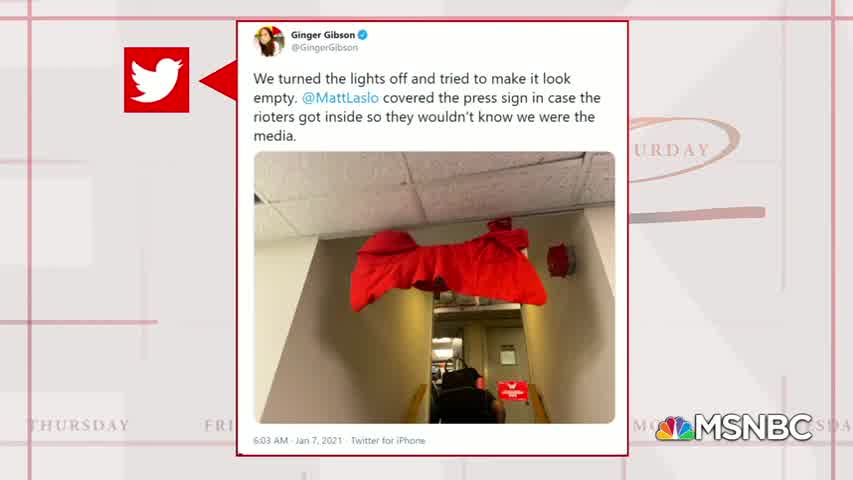 Ginger Gibson
@GingerGibson
We turned the lights off and tried to make it look
empty. @MattLaslo covered the press sign in case the
rioters got inside so they wouldn't know we were the
media.
URDAY
THURSDAY
FRI
MO
ESDA
MSNBC
6:03 AM · Jan 7, 2021 · Twitter for iPhone